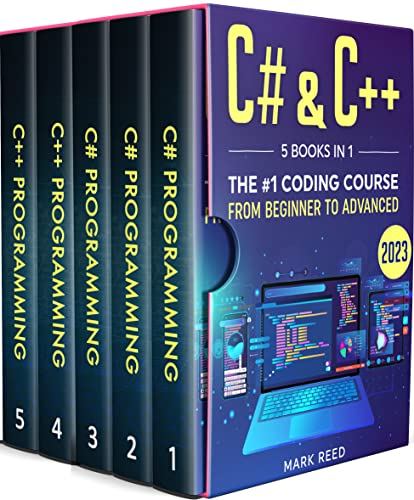 C# & C++
5 BOOKS IN 1
THE #1 CODING COURSE
FROM BEGINNER TO ADVANCED
2023
MARK REED
C++ PROGRAMMING
5
C++ PROGRAMMING
4
C# PROGRAMMING
3
C# PROGRAMMING
2
C# PROGRAMMING
1